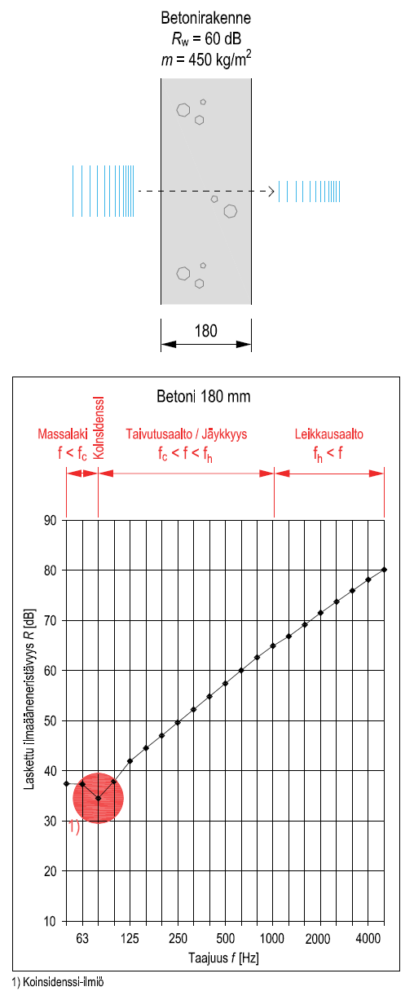 Betonirakenne
Rw = 60 dB
m = 450 kg/m²
180
Betoni 180 mm
Massalaki
f < fc
Koinsidenssi
Taivutusaalto / Jäykkyys
fc < f < fh
Leikkausaalto
fh < f
Laskettu ilmaääneneristävyys R [dB]
90
80
70
60
50
40
30
20
10
1)
63 125 250 500 1000 2000 4000
Taajuus f [Hz]
1) Koinsidenssi-ilmiö